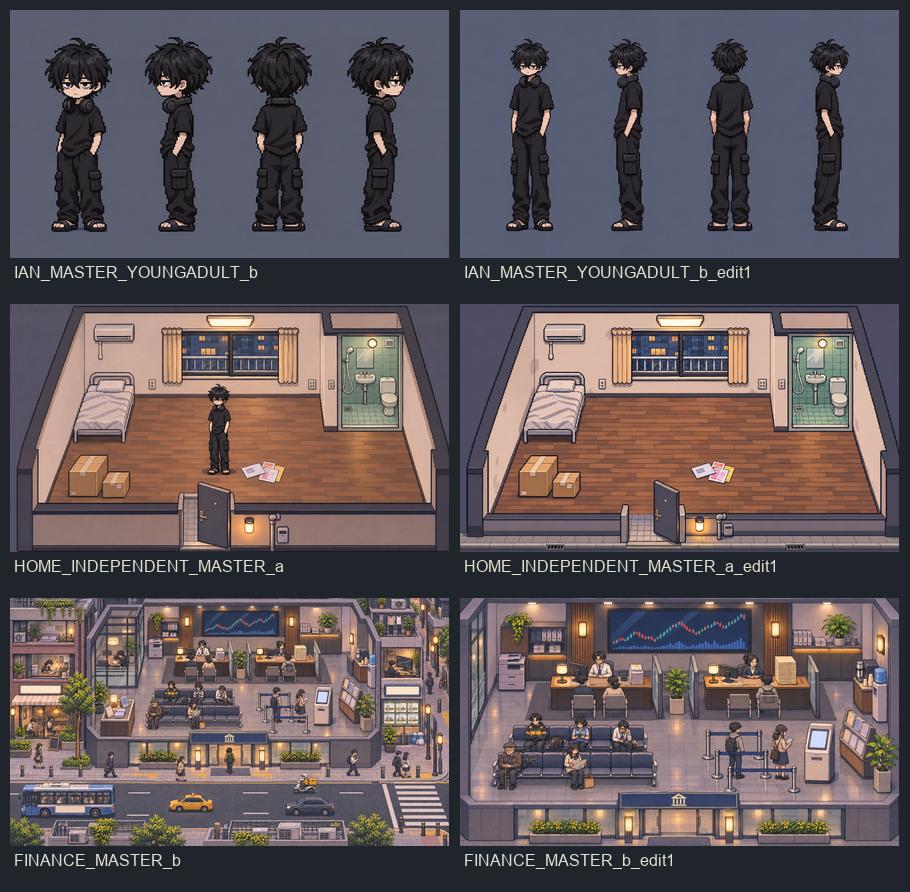 IAN_MASTER_YOUNGADULT_b
IAN_MASTER_YOUNGADULT_b_edit1
HOME_INDEPENDENT_MASTER_a
HOME_INDEPENDENT_MASTER_a_edit1
FINANCE_MASTER_b
FINANCE_MASTER_b_edit1